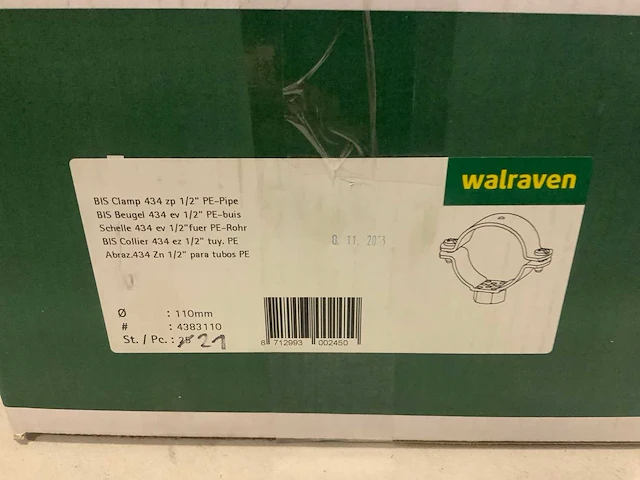 walraven
BIS Clamp 434 zp 1/2" PE-Pipe
BIS Beugel 434 ev 1/2" PE-buis
Schelle 434 ev 1/2"fuer PE-Rohr
BIS Collier 434 ez 1/2" tuy. PE
Abraz.434 Zn 1/2" para tubos PE
Ø : 110mm
# : 4383110
St. / Pc. : 25 21
8 712993 002450